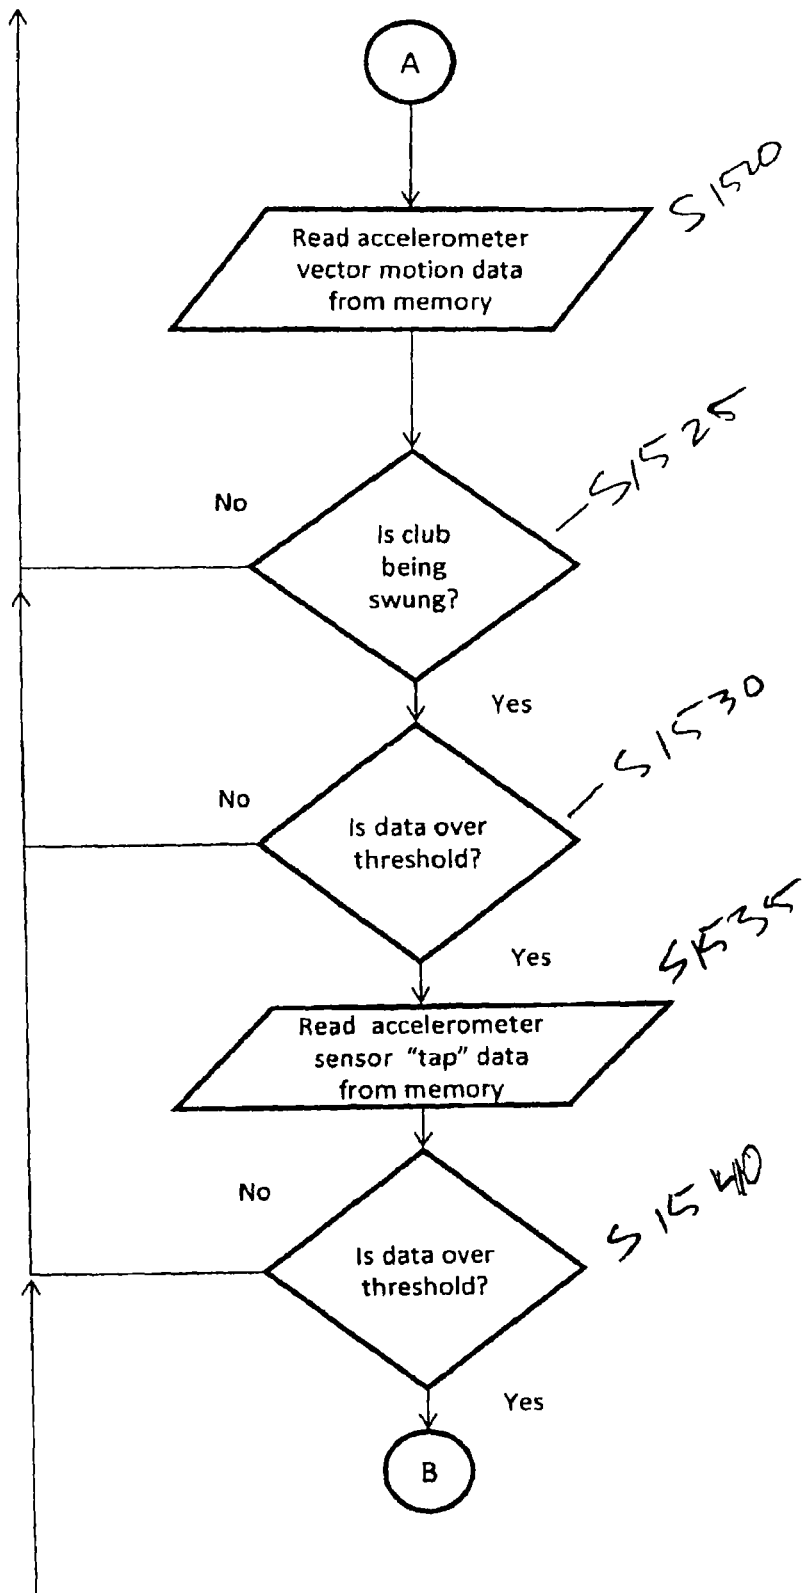 A
S1520
Read accelerometer
vector motion data
from memory
S1525
No
Is club
being
swung?
Yes
S1530
No
Is data over
threshold?
Yes
S1535
Read accelerometer
sensor “tap” data
from memory
S1540
No
Is data over
threshold?
Yes
B